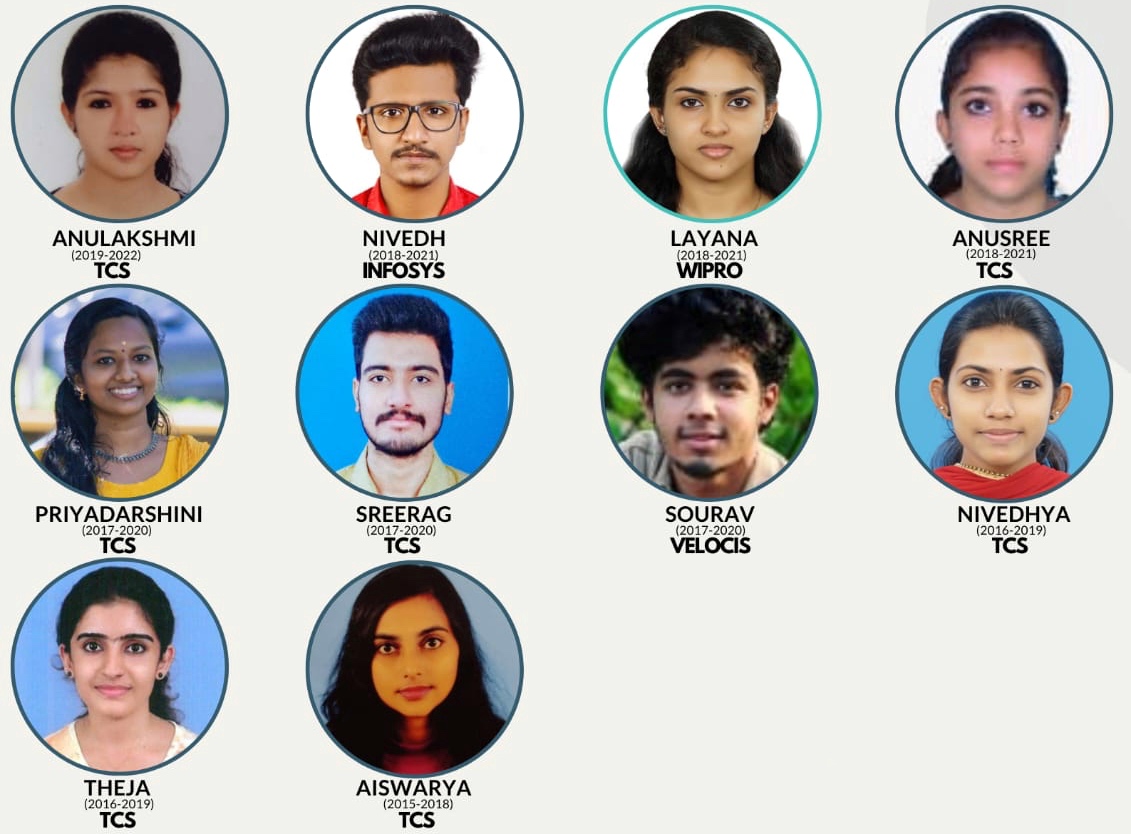 ANULAKSHMI
(2019-2022)
TCS
NIVEDH
(2018-2021)
INFOSYS
LAYANA
(2018-2021)
WIPRO
ANUSREE
(2018-2021)
TCS
PRIYADARSHINI
(2017-2020)
TCS
SREERAG
(2017-2020)
TCS
SOURAV
(2017-2020)
VELOCIS
NIVEDHYA
(2016-2019)
TCS
THEJA
(2016-2019)
TCS
AISWARYA
(2015-2018)
TCS